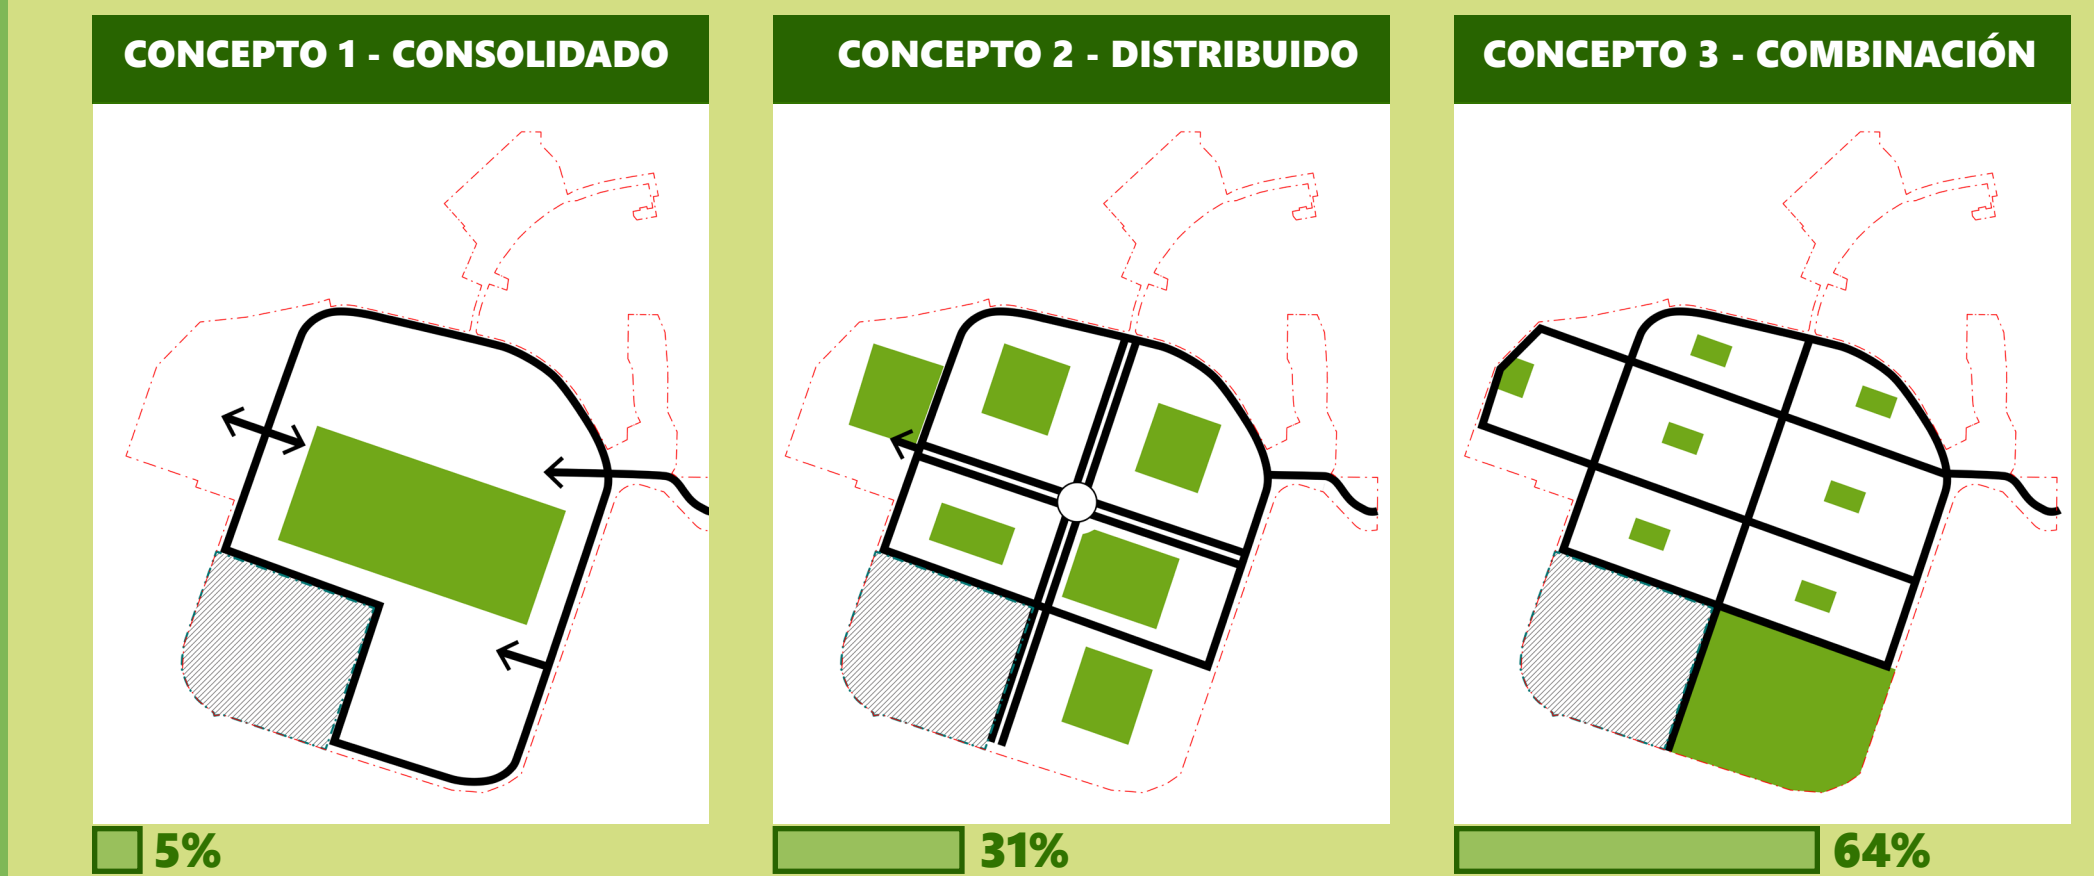 CONCEPTO 1 - CONSOLIDADO
CONCEPTO 2 - DISTRIBUIDO
CONCEPTO 3 - COMBINACIÓN
5%
31%
64%